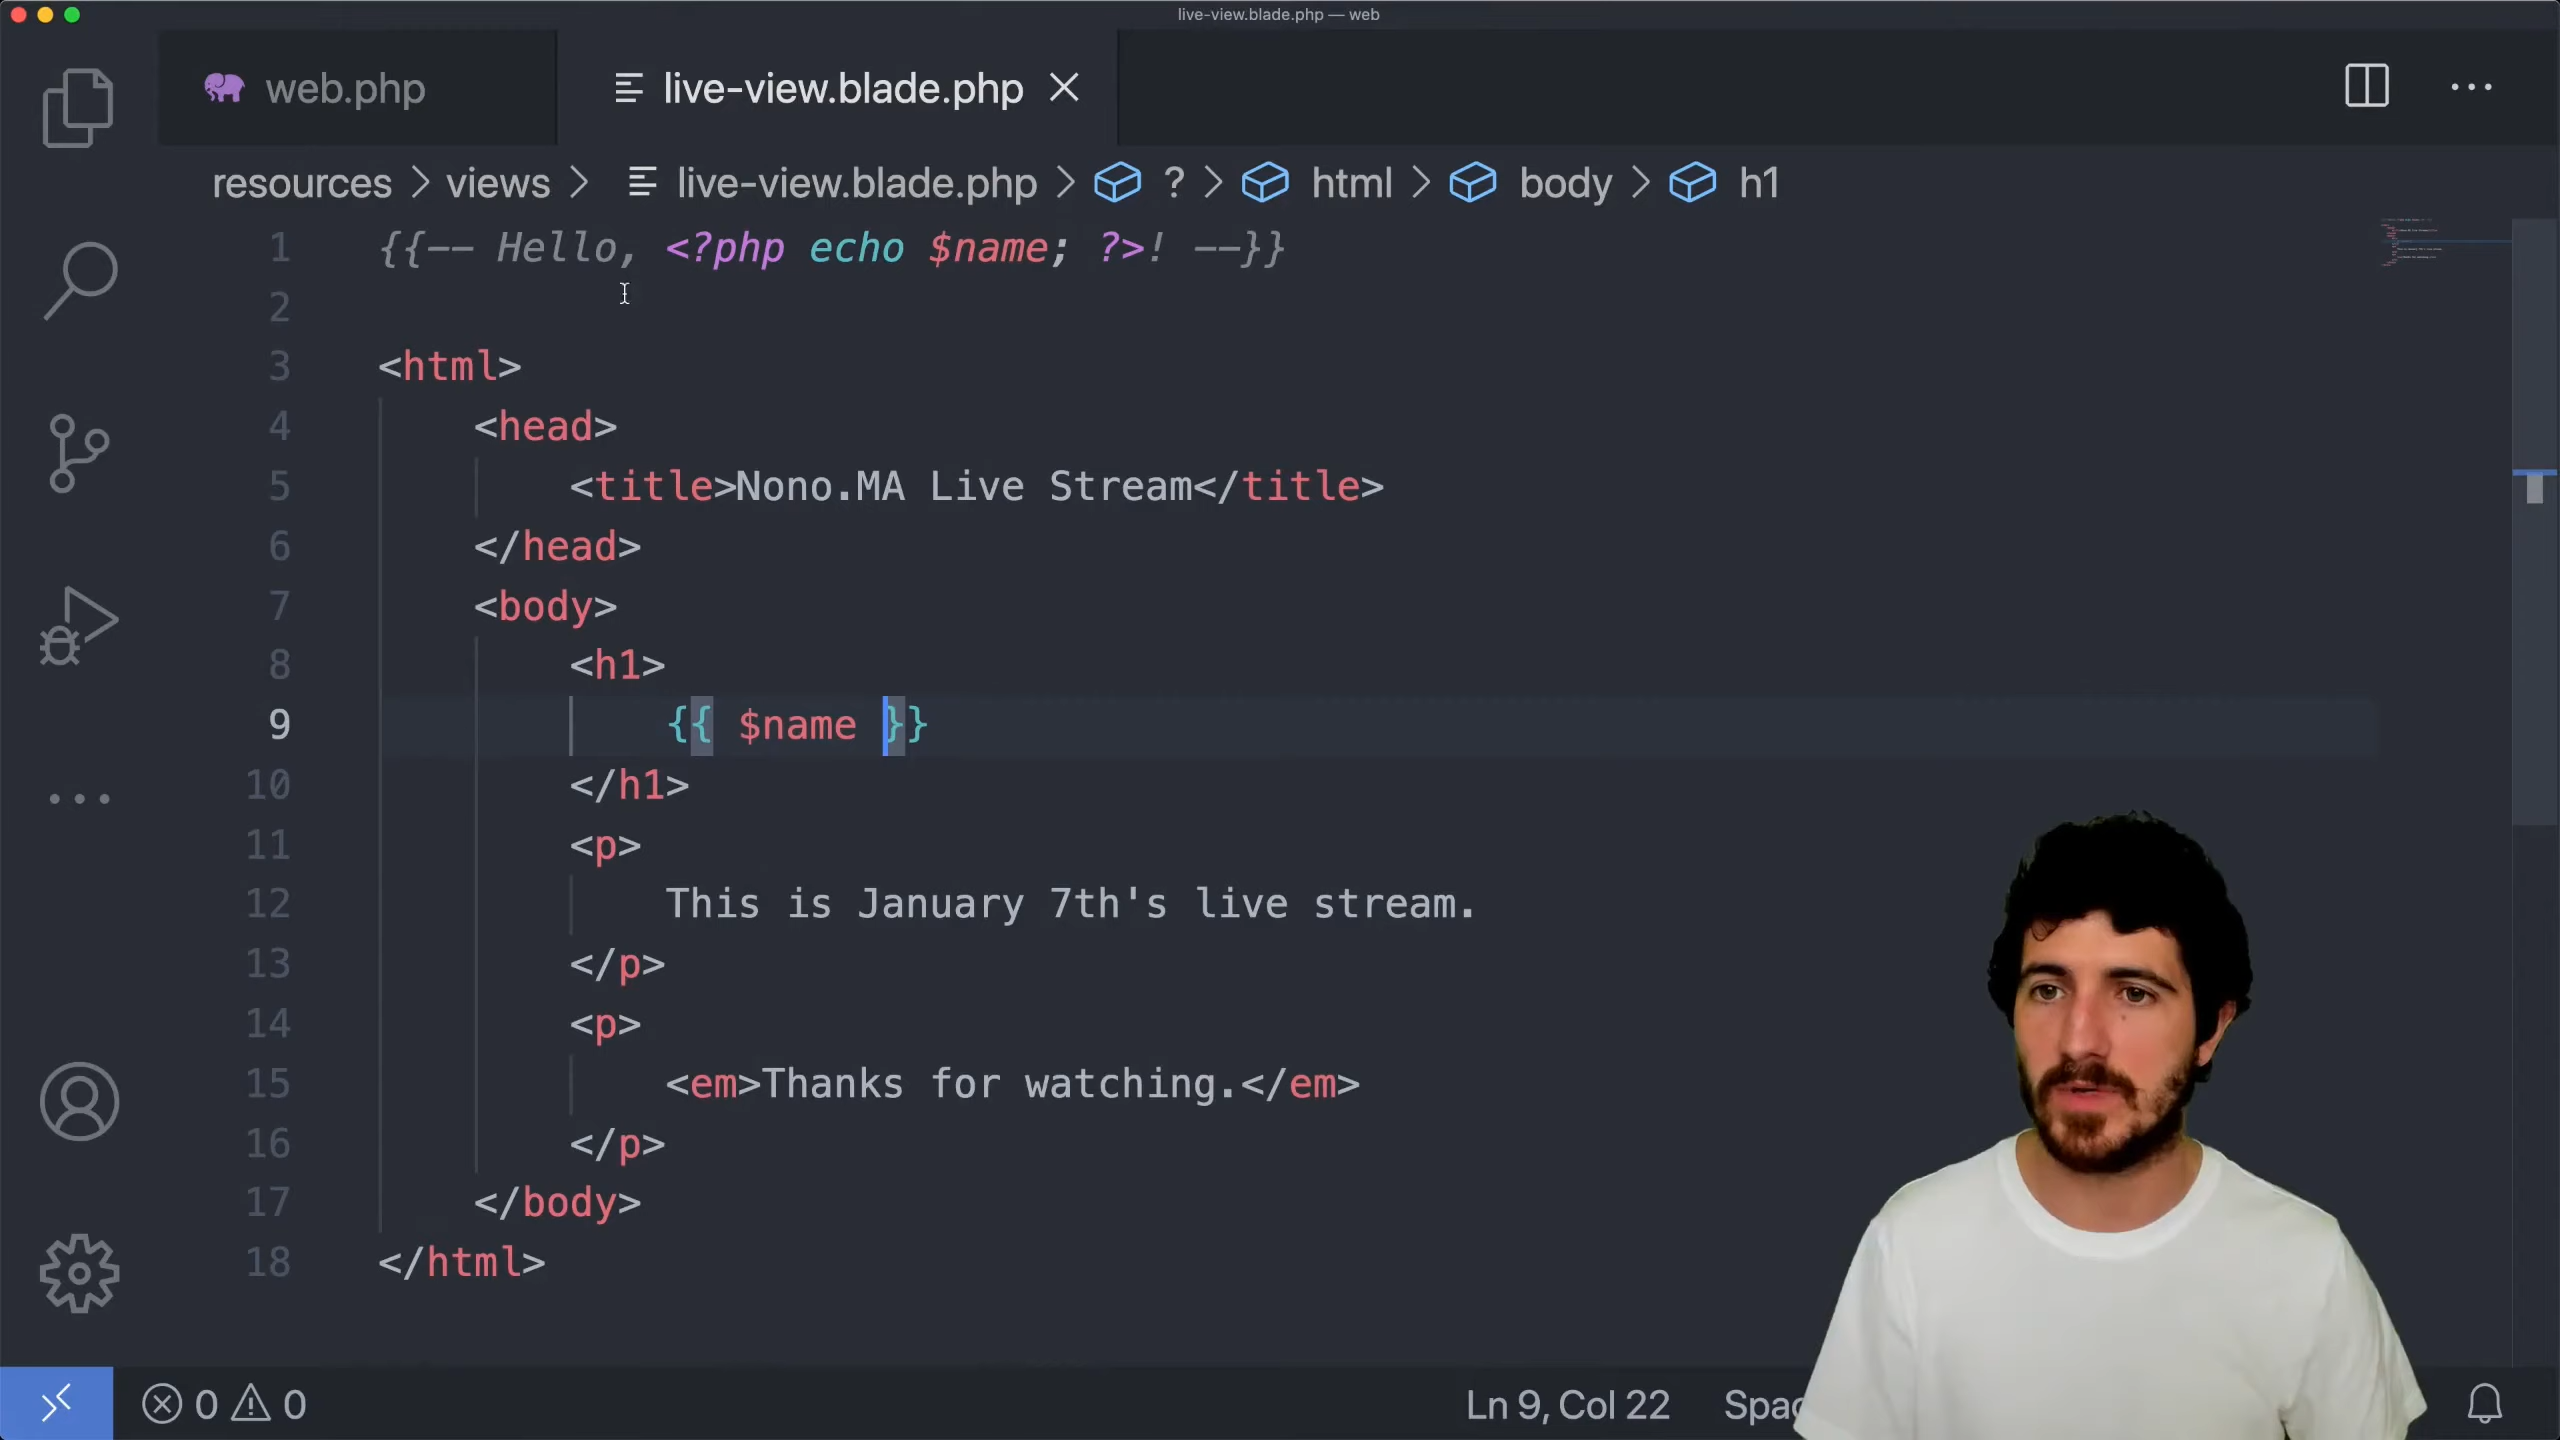 live-view.blade.php — web
web.php
live-view.blade.php
resources > views > live-view.blade.php > ? > html > body > h1
1 {{-- Hello, <?php echo $name; ?>! --}}
2
3 <html>
4 <head>
5 <title>Nono.MA Live Stream</title>
6 </head>
7 <body>
8 <h1>
9 {{ $name }}
10 </h1>
11 <p>
12 This is January 7th's live stream.
13 </p>
14 <p>
15 <em>Thanks for watching.</em>
16 </p>
17 </body>
18 </html>
0 0 Ln 9, Col 22